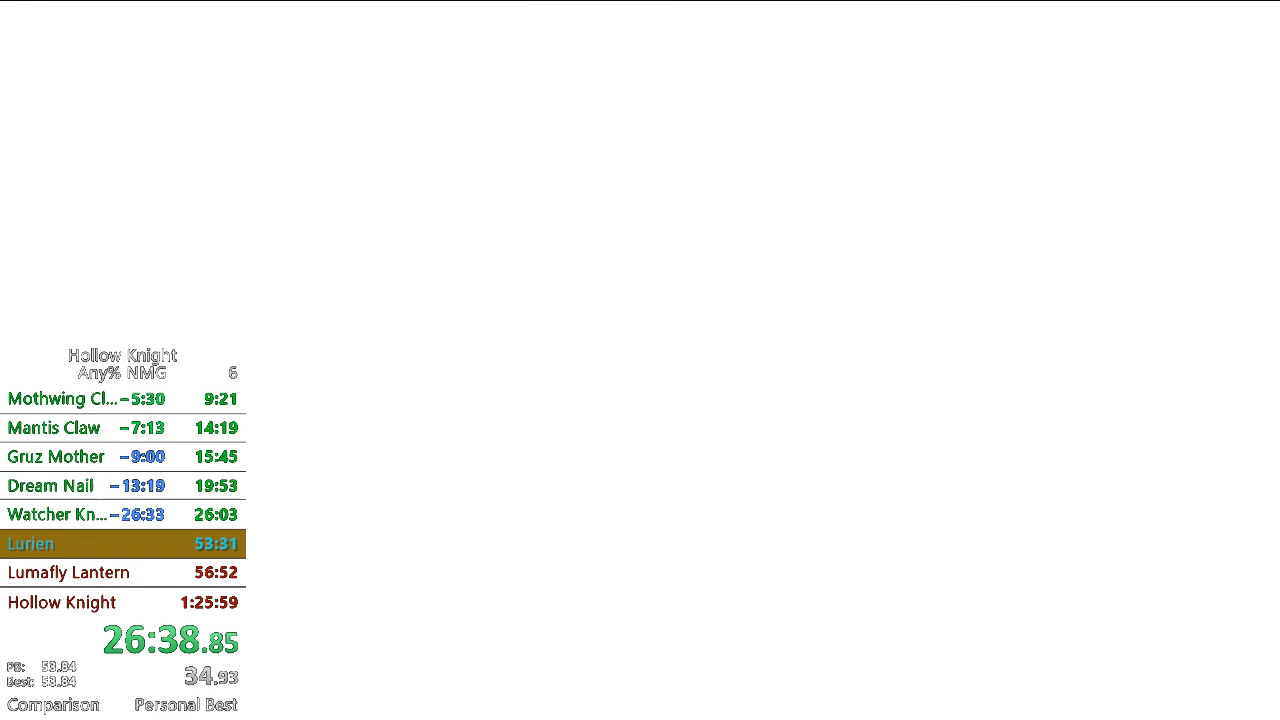 Hollow Knight
Any% NMG 6
Mothwing Cl... −5:30 9:21
Mantis Claw −7:13 14:19
Gruz Mother −9:00 15:45
Dream Nail −13:19 19:53
Watcher Kn... −26:33 26:03
Lurien 53:31
Lumafly Lantern 56:52
Hollow Knight 1:25:59
26:38.85
PB: 53.84 34.93
Best: 53.84
Comparison Personal Best